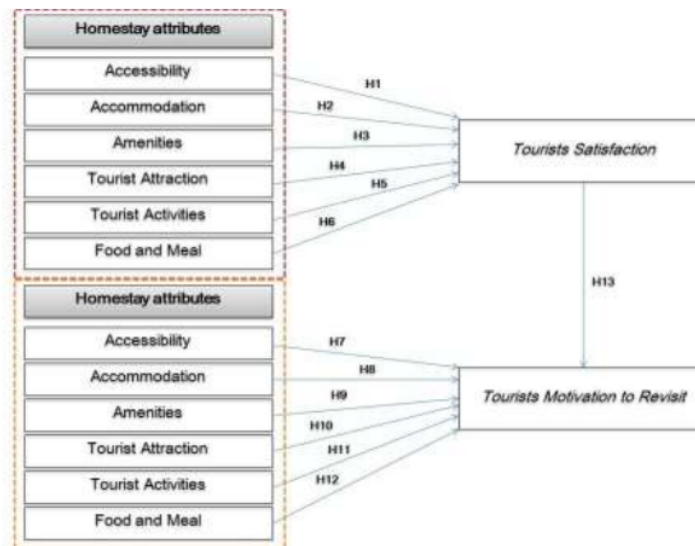 Homestay attributes
Accessibility
Accommodation
Amenities
Tourist Attraction
Tourist Activities
Food and Meal
H1
H2
H3
H4
H5
H6
Tourists Satisfaction
H13
Homestay attributes
Accessibility
Accommodation
Amenities
Tourist Attraction
Tourist Activities
Food and Meal
H7
H8
H9
H10
H11
H12
Tourists Motivation to Revisit